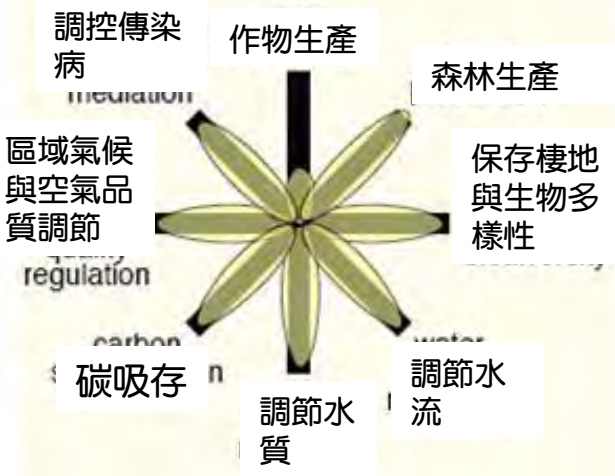 調控傳染
病
mediation
作物生產
森林生產
區域氣候
與空氣品
質調節
regulation
保存棲地
與生物多
樣性
carbon
碳吸存
n
調節水
質
water
調節水
流